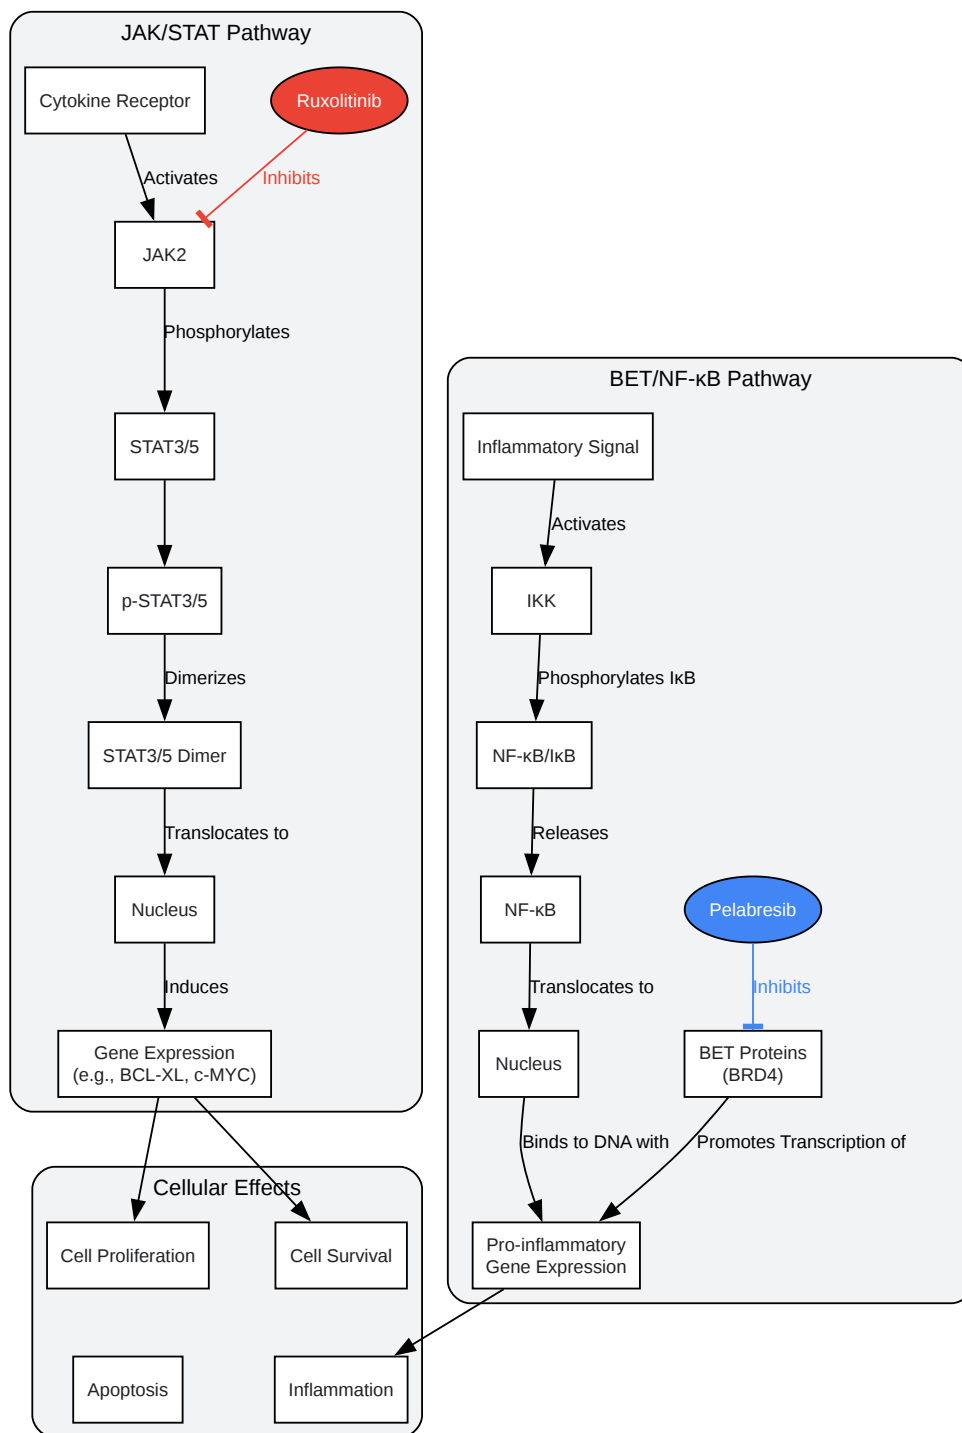 JAK/STAT Pathway
Cytokine Receptor
Ruxolitinib
Activates
Inhibits
JAK2
Phosphorylates
STAT3/5
p-STAT3/5
Dimerizes
STAT3/5 Dimer
Translocates to
Nucleus
Induces
Gene Expression
(e.g., BCL-XL, c-MYC)
BET/NF-κB Pathway
Inflammatory Signal
Activates
IKK
Phosphorylates IκB
NF-κB/IκB
Releases
NF-κB
Pelabresib
Translocates to
Inhibits
Nucleus
BET Proteins
(BRD4)
Binds to DNA with
Promotes Transcription of
Pro-inflammatory
Gene Expression
Cellular Effects
Cell Proliferation
Cell Survival
Apoptosis
Inflammation